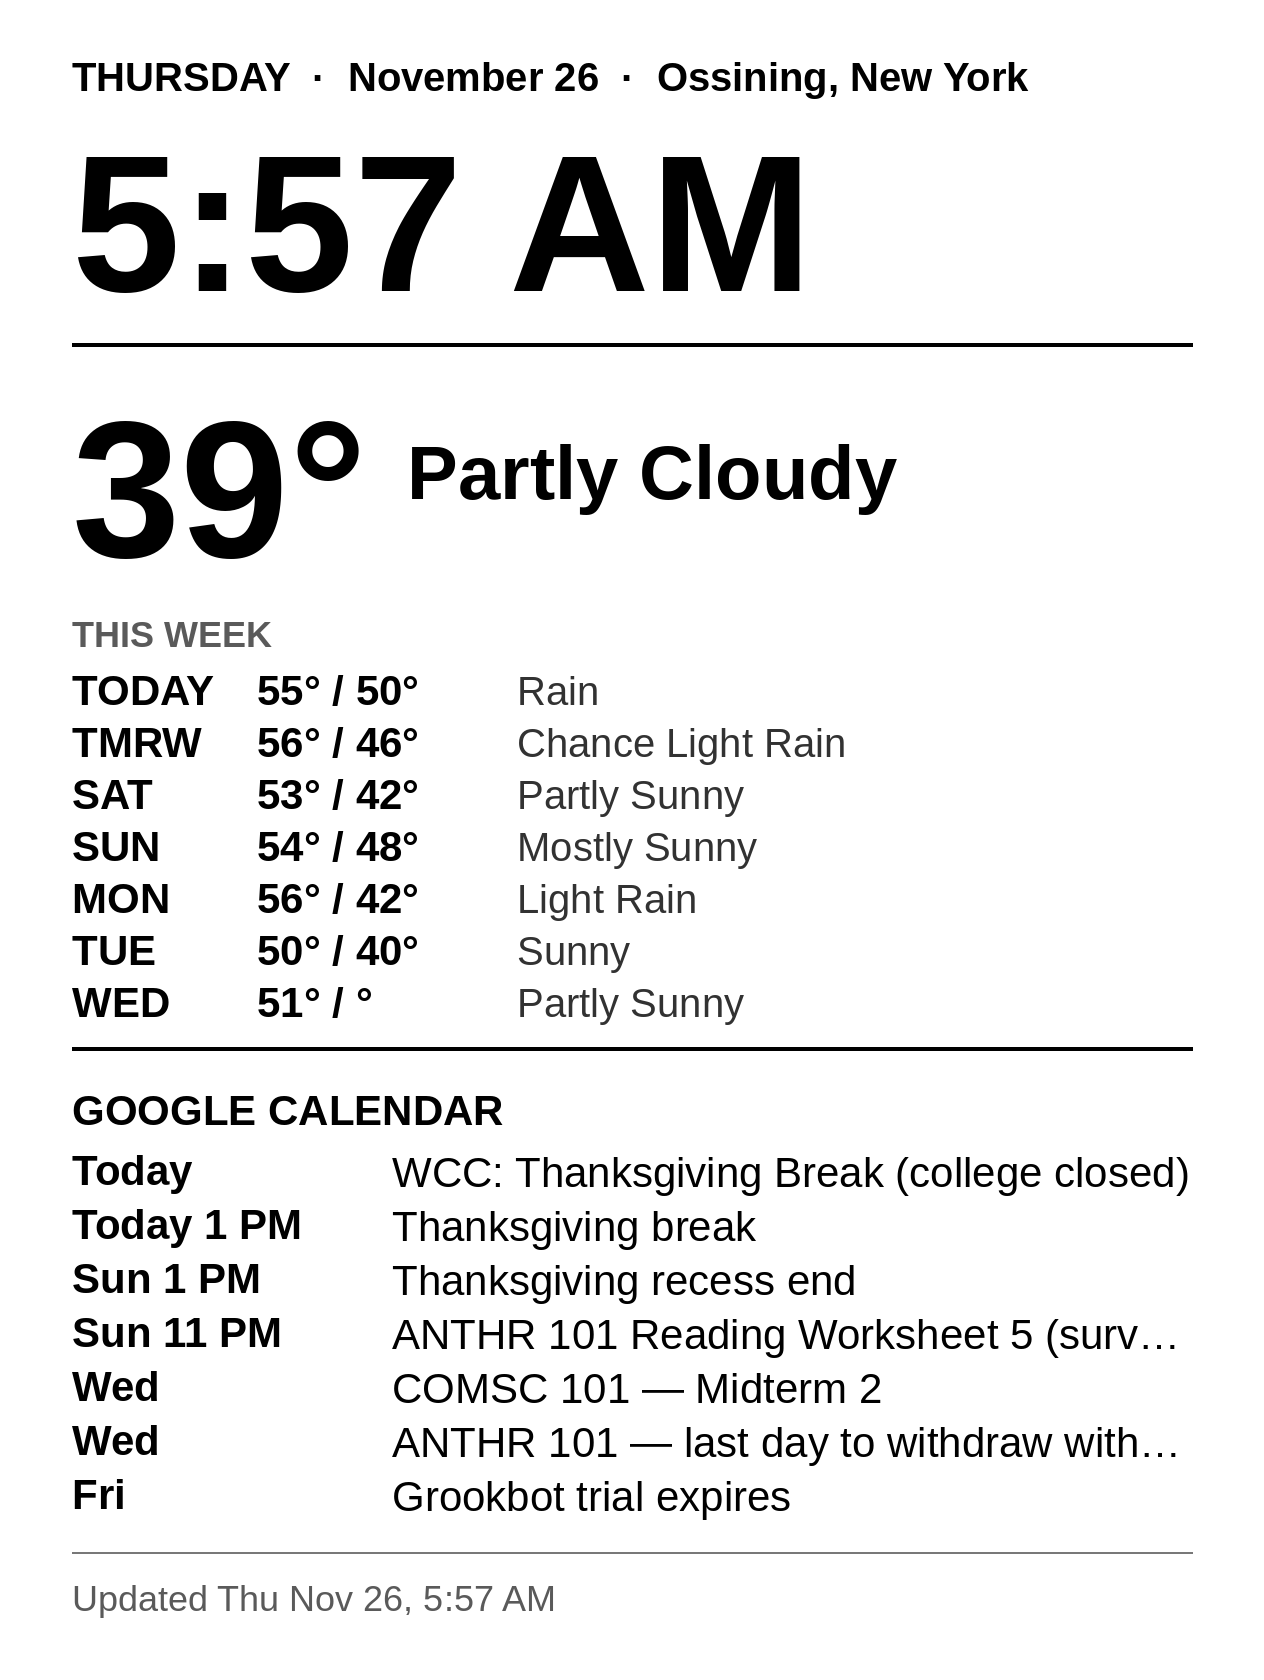 THURSDAY · November 26 · Ossining, New York
5:57 AM
39° Partly Cloudy
THIS WEEK
TODAY 55° / 50° Rain
TMRW 56° / 46° Chance Light Rain
SAT 53° / 42° Partly Sunny
SUN 54° / 48° Mostly Sunny
MON 56° / 42° Light Rain
TUE 50° / 40° Sunny
WED 51° / ° Partly Sunny
GOOGLE CALENDAR
Today WCC: Thanksgiving Break (college closed)
Today 1 PM Thanksgiving break
Sun 1 PM Thanksgiving recess end
Sun 11 PM ANTHR 101 Reading Worksheet 5 (surv…
Wed COMSC 101 — Midterm 2
Wed ANTHR 101 — last day to withdraw with…
Fri Grookbot trial expires
Updated Thu Nov 26, 5:57 AM